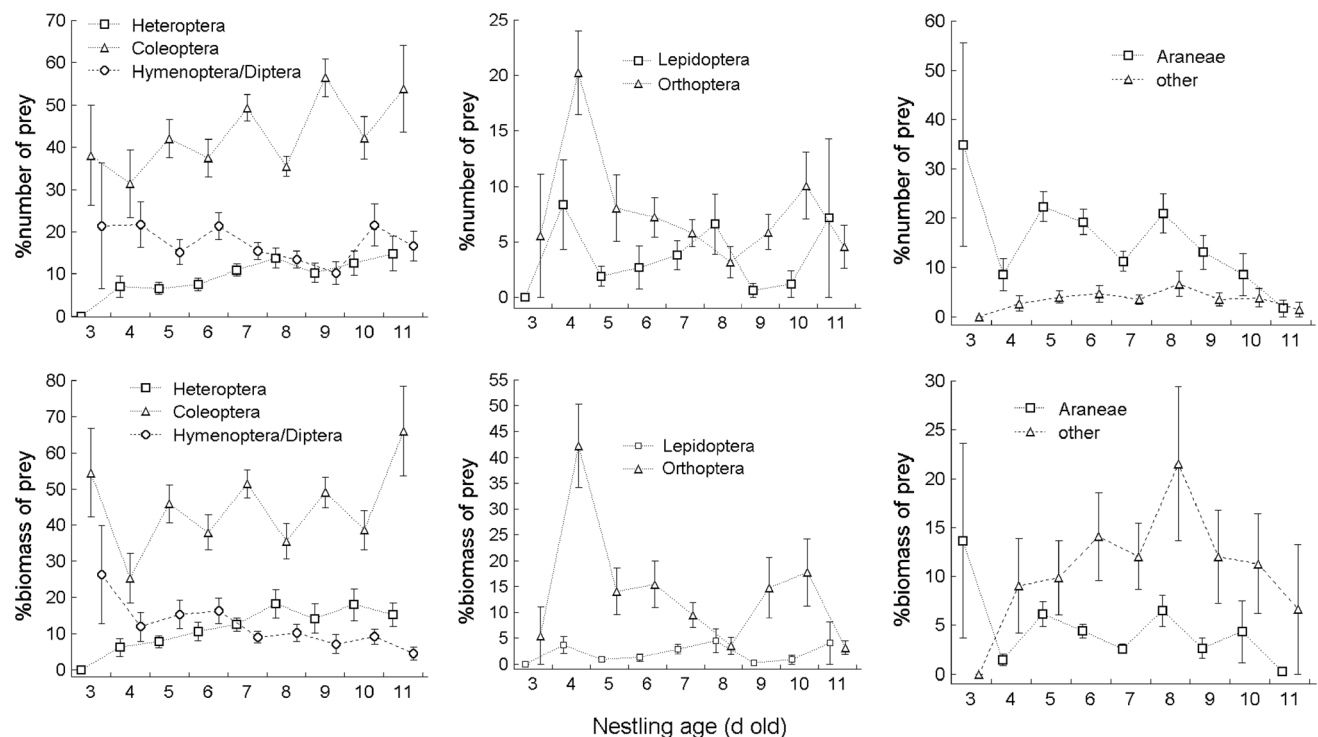 %number of prey
70
60
50
40
30
20
10
0
Heteroptera
Coleoptera
Hymenoptera/Diptera
3 4 5 6 7 8 9 10 11
%number of prey
25
20
15
10
5
0
Lepidoptera
Orthoptera
3 4 5 6 7 8 9 10 11
%number of prey
60
50
40
30
20
10
0
Araneae
other
3 4 5 6 7 8 9 10 11
%biomass of prey
80
70
60
50
40
30
20
10
0
Heteroptera
Coleoptera
Hymenoptera/Diptera
3 4 5 6 7 8 9 10 11
%biomass of prey
55
50
45
40
35
30
25
20
15
10
5
0
Lepidoptera
Orthoptera
3 4 5 6 7 8 9 10 11
%biomass of prey
30
25
20
15
10
5
0
Araneae
other
3 4 5 6 7 8 9 10 11
Nestling age (d old)